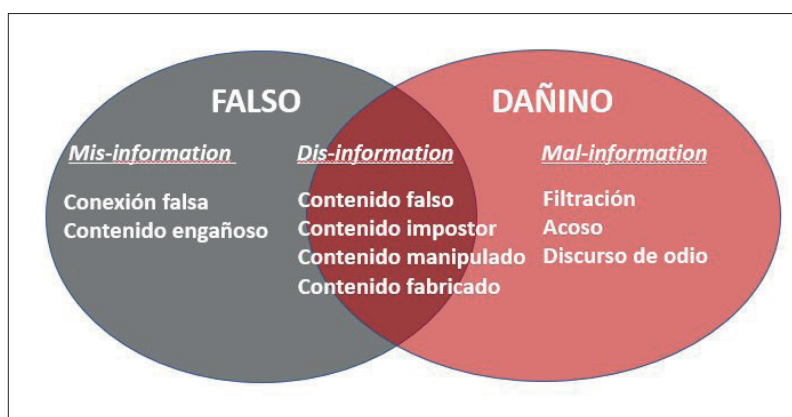 FALSO
DAÑINO
Mis-information
Conexión falsa
Contenido engañoso
Dis-information
Contenido falso
Contenido impostor
Contenido manipulado
Contenido fabricado
Mal-information
Filtración
Acoso
Discurso de odio